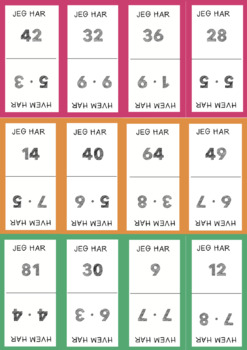 JEG HAR
42
3 · 5
HVEM HAR
JEG HAR
32
6 · 6
HVEM HAR
JEG HAR
36
6 · 1
HVEM HAR
JEG HAR
28
5 · 5
HVEM HAR
JEG HAR
14
5 · 7
HVEM HAR
JEG HAR
40
9 · 5
HVEM HAR
JEG HAR
64
8 · 3
HVEM HAR
JEG HAR
49
7 · 9
HVEM HAR
JEG HAR
81
4 · 4
HVEM HAR
JEG HAR
30
3 · 9
HVEM HAR
JEG HAR
9
7 · 7
HVEM HAR
JEG HAR
12
8 · 7
HVEM HAR